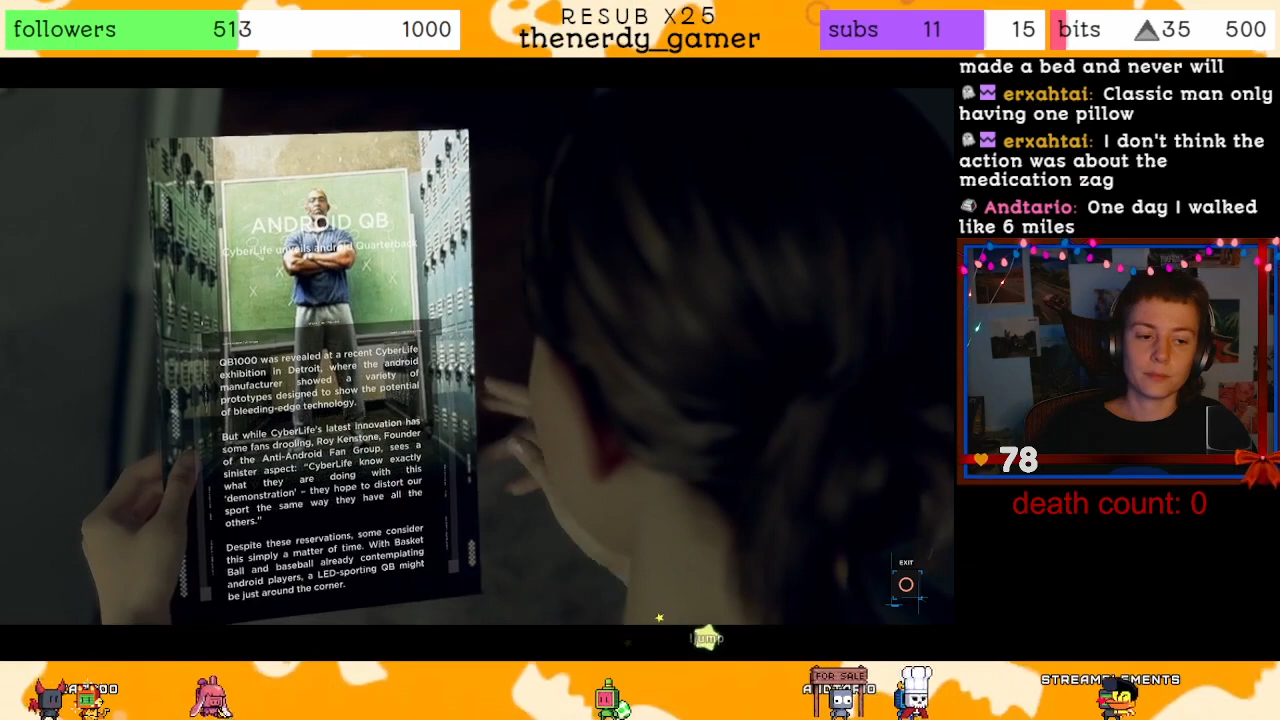 followers 513 1000
RESUB X25
thenerdy_gamer
subs 11 15
bits 35 500
made a bed and never will
erxahtai: Classic man only
having one pillow
erxahtai: I don't think the
action was about the
medication zag
Andtario: One day I walked
like 6 miles
ANDROID QB
CyberLife unveils android Quarterback
QB1000 was revealed at a recent CyberLife
exhibition in Detroit, where the android
manufacturer showed a variety of
prototypes designed to show the potential
of bleeding-edge technology.
But while CyberLife's latest innovation has
some fans drooling, Roy Kenstone, Founder
of the Anti-Android Fan Group, sees a
sinister aspect: "CyberLife know exactly
what they are doing with this
'demonstration' – they hope to distort our
sport the same way they have all the
others."
Despite these reservations, some consider
this simply a matter of time. With Basket
Ball and baseball already contemplating
android players, a LED-sporting QB might
be just around the corner.
78
death count: 0
EXIT
!jump
FOR SALE
ANDTARIO
STREAMELEMENTS